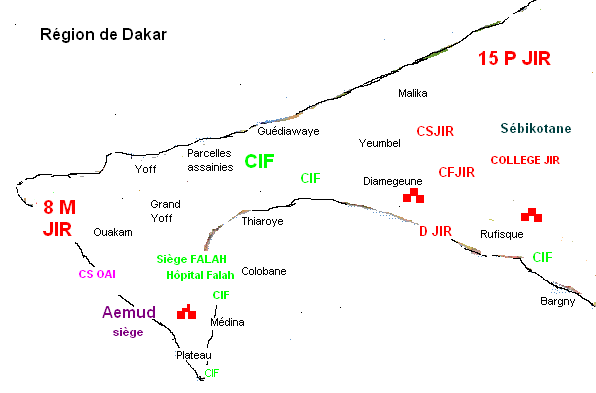 Région de Dakar
15 P JIR
Malika
Guédiawaye
CSJIR
Sébikotane
Yeumbel
Parcelles
assainies
CIF
COLLEGE JIR
Yoff
CIF
Diamegeune
CFJIR
8 M
JIR
Grand
Yoff
Thiaroye
Ouakam
D JIR
Rufisque
Siège FALAH
CIF
CS OAI
Hôpital Falah
Colobane
CIF
Bargny
Aemud
siège
Médina
Plateau
CIF